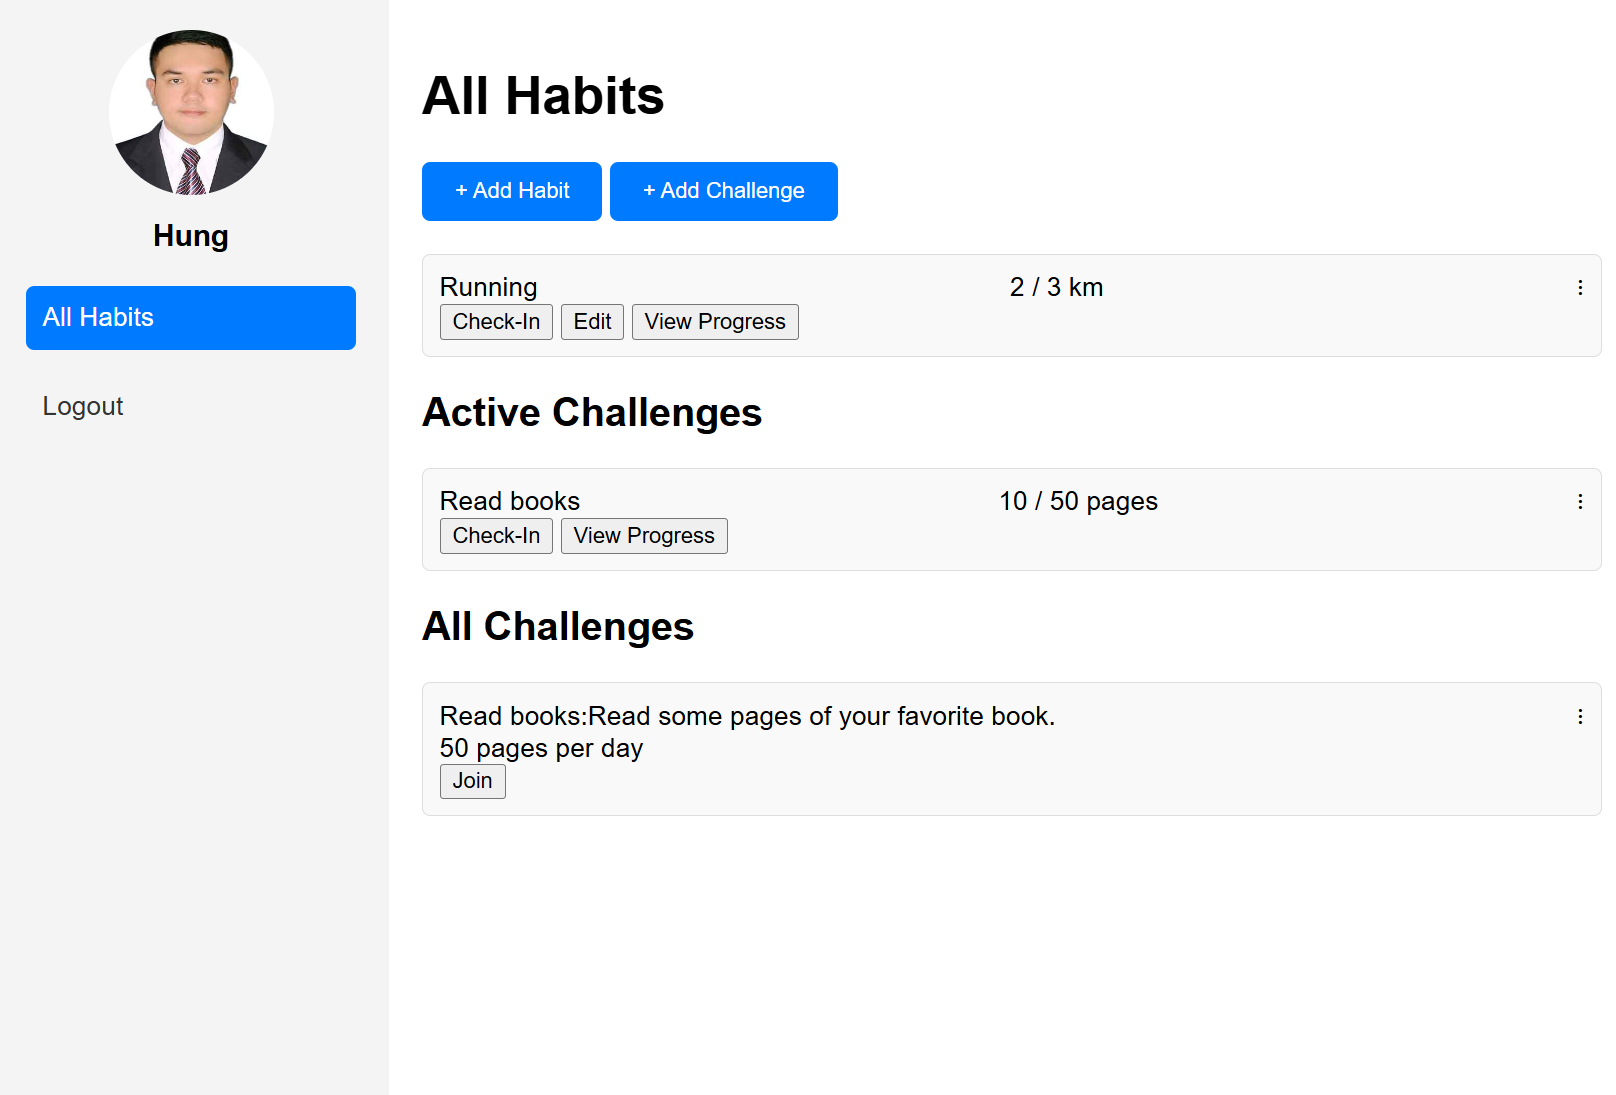 Hung
All Habits
Logout
All Habits
+ Add Habit
+ Add Challenge
Running
2 / 3 km
Check-In
Edit
View Progress
Active Challenges
Read books
10 / 50 pages
Check-In
View Progress
All Challenges
Read books:Read some pages of your favorite book.
50 pages per day
Join